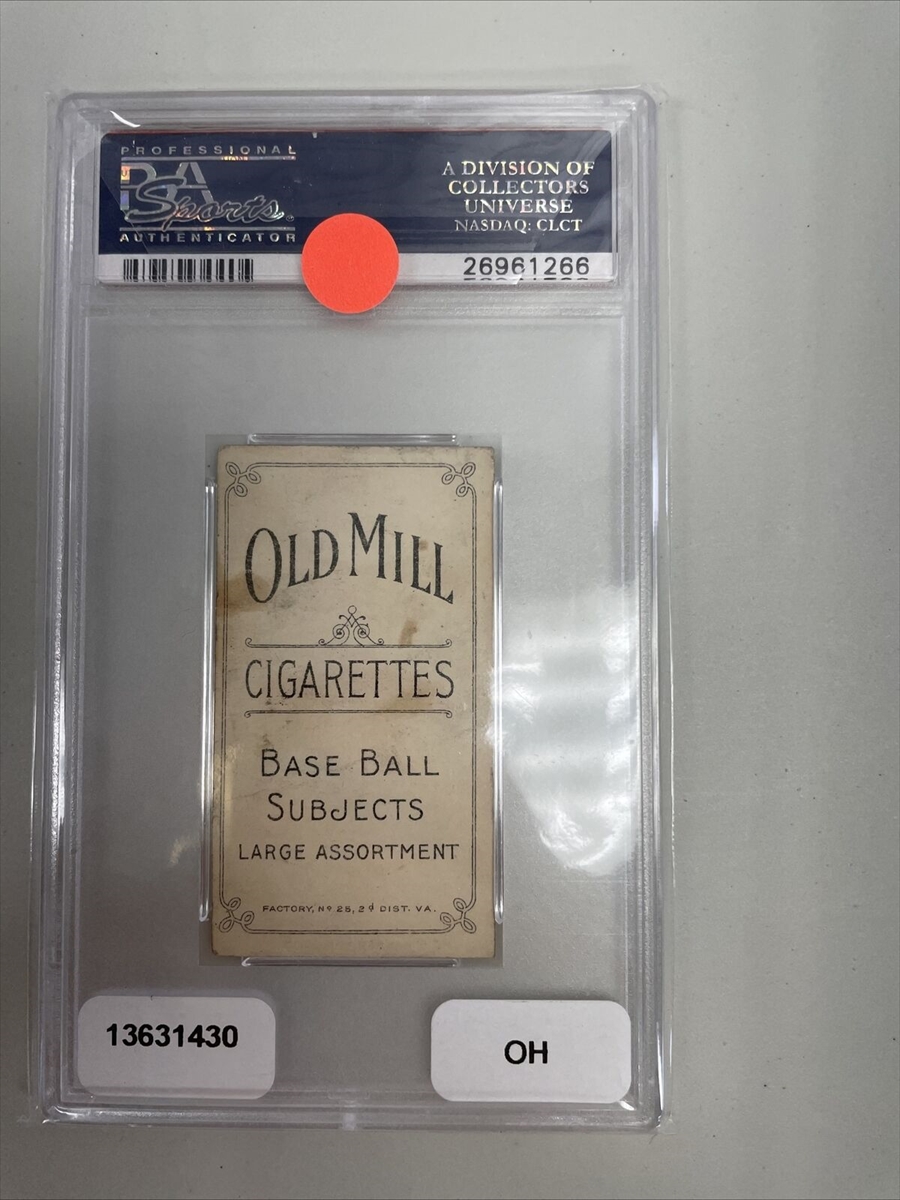 PROFESSIONAL
PSA
Sports
AUTHENTICATOR
A DIVISION OF
COLLECTORS
UNIVERSE
NASDAQ: CLCT
26961266
OLD MILL
CIGARETTES
BASE BALL
SUBJECTS
LARGE ASSORTMENT
FACTORY, Nº 25, 2d DIST. VA.
13631430
OH